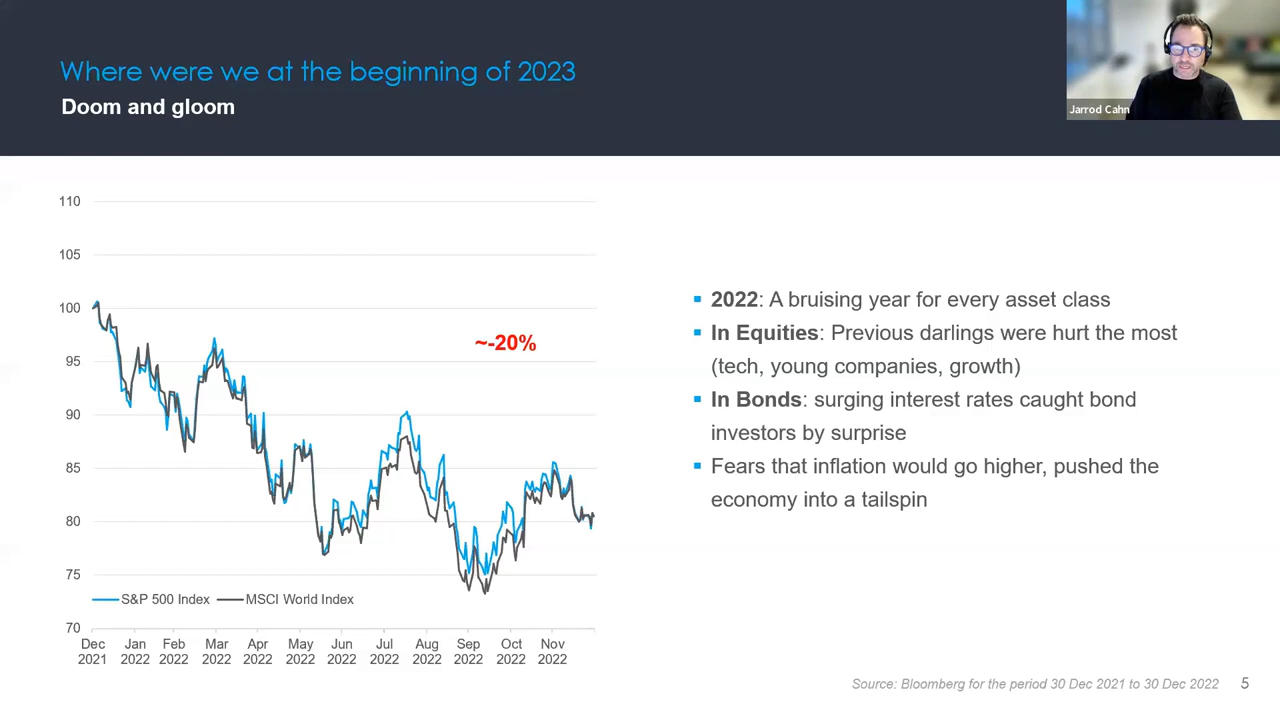 Where were we at the beginning of 2023
Doom and gloom
Jarrod Cahn
110
105
100
95
90
85
80
75
70
~-20%
S&P 500 Index
MSCI World Index
Dec 2021
Jan 2022
Feb 2022
Mar 2022
Apr 2022
May 2022
Jun 2022
Jul 2022
Aug 2022
Sep 2022
Oct 2022
Nov 2022
2022: A bruising year for every asset class
In Equities: Previous darlings were hurt the most
(tech, young companies, growth)
In Bonds: surging interest rates caught bond
investors by surprise
Fears that inflation would go higher, pushed the
economy into a tailspin
Source: Bloomberg for the period 30 Dec 2021 to 30 Dec 2022
5